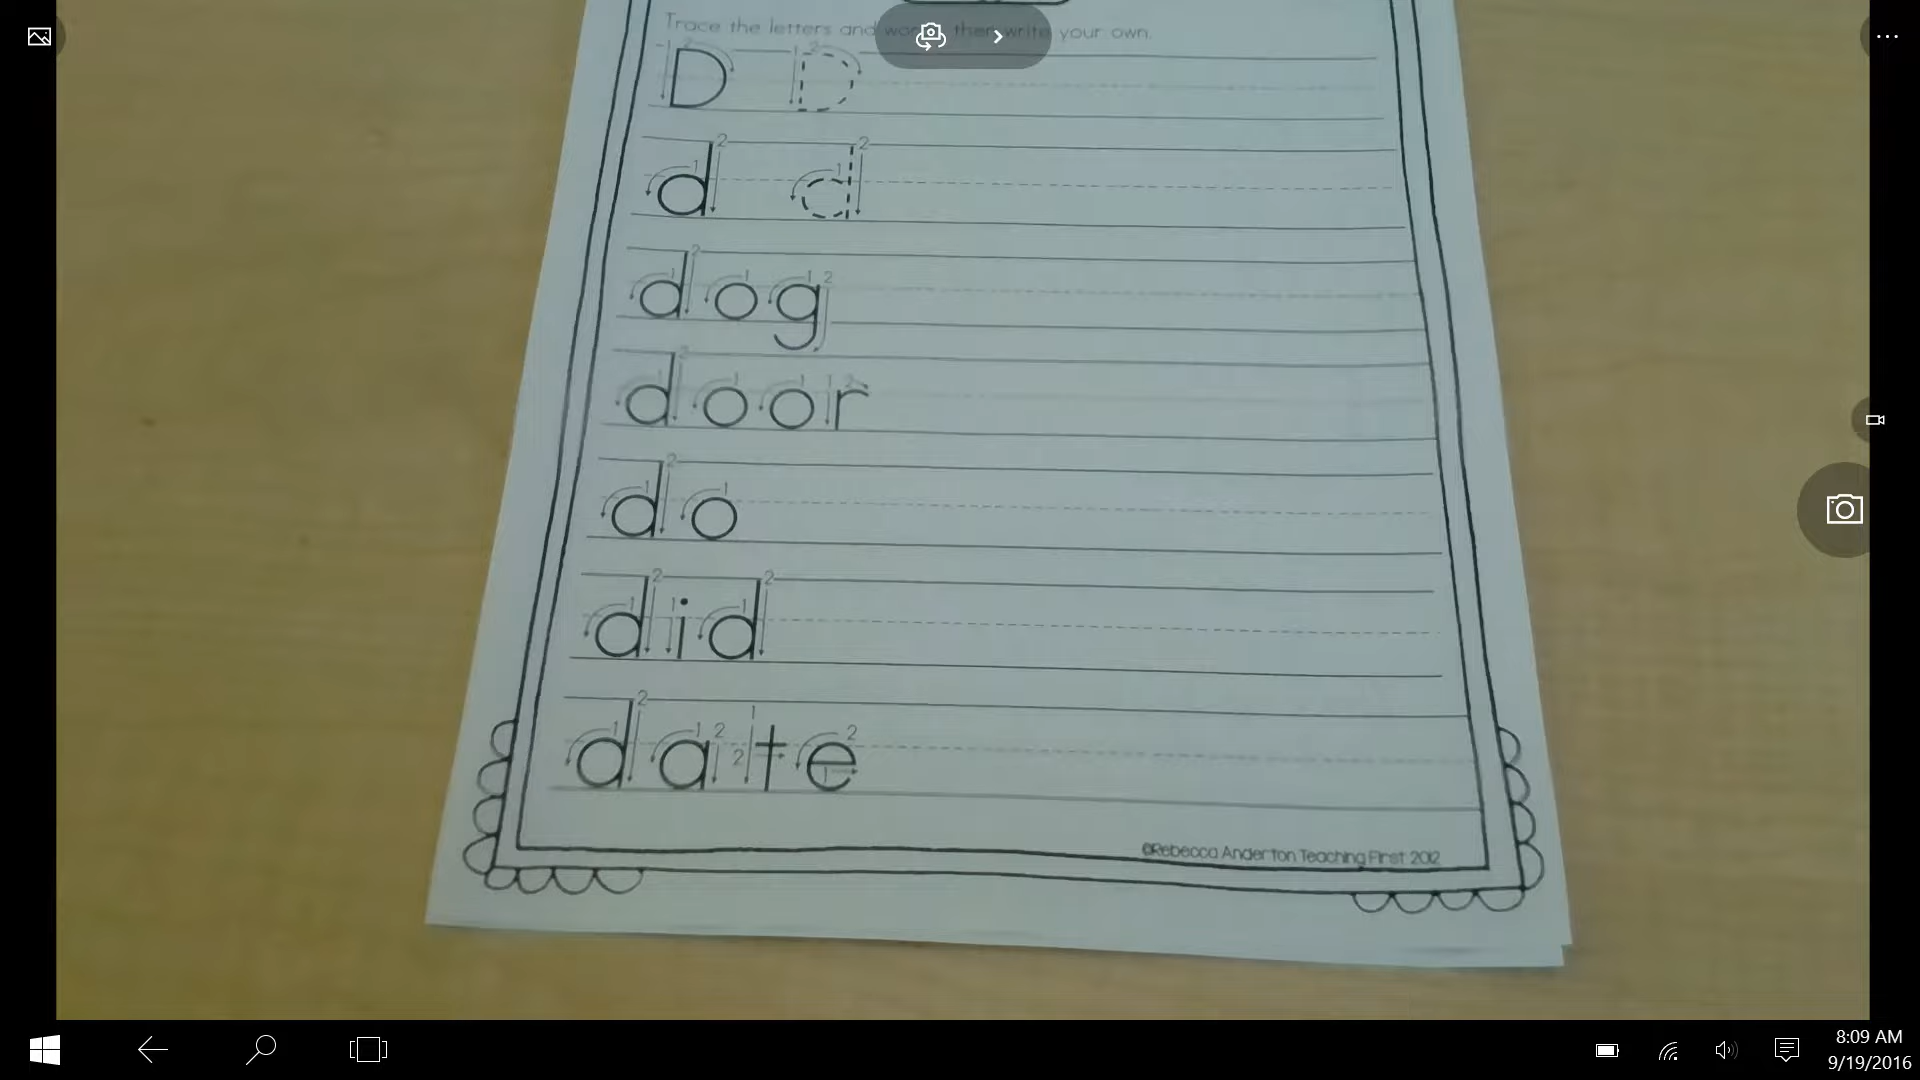 Trace the letters and words, then write your own.
D D
d d
dog
door
do
did
date
©Rebecca Anderton Teaching First 2012
8:09 AM
9/19/2016